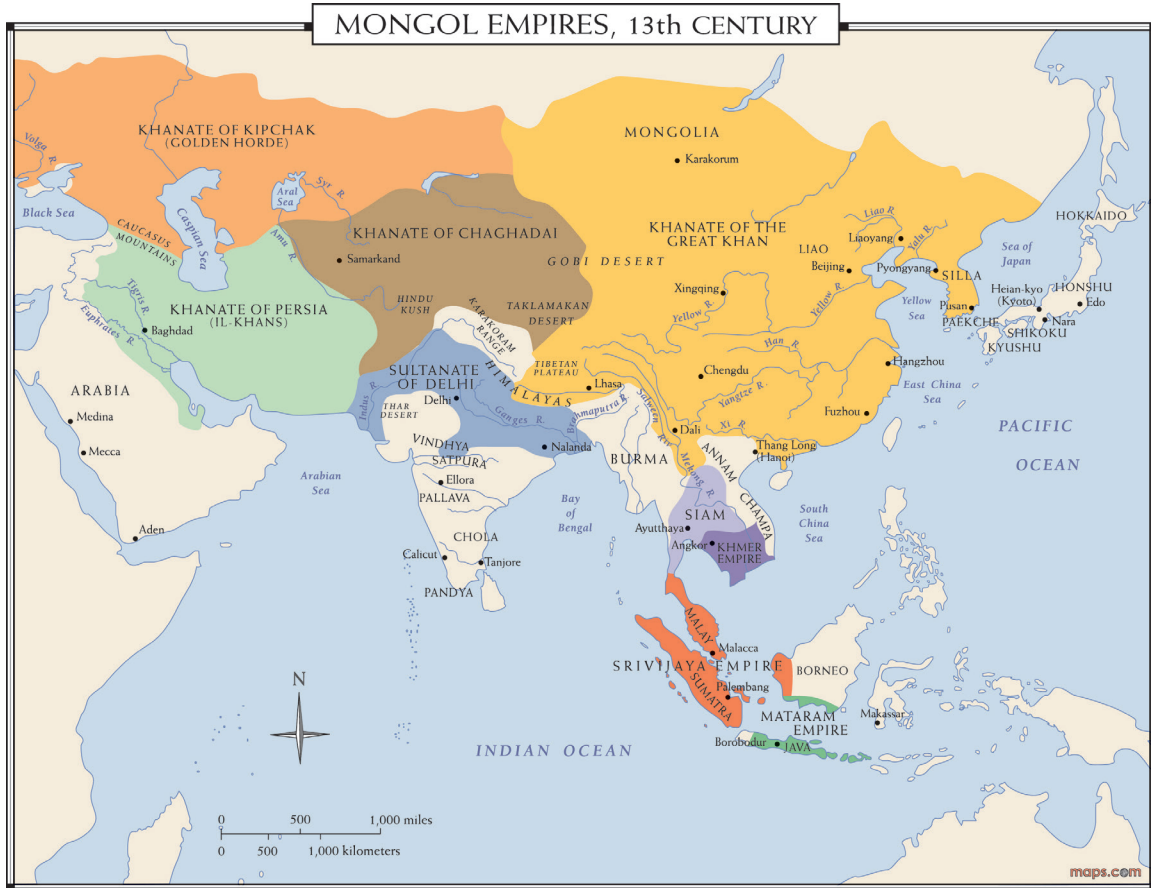 MONGOL EMPIRES, 13th CENTURY
KHANATE OF KIPCHAK
(GOLDEN HORDE)
MONGOLIA
Karakorum
Volga R.
Aral
Sea
Syr R.
Black Sea
Caspian Sea
CAUCASUS
MOUNTAINS
Amu R.
KHANATE OF CHAGHADAI
Samarkand
GOBI DESERT
KHANATE OF THE
GREAT KHAN
LIAO
Liao R.
Liaoyang
Yalu R.
Beijing
Pyongyang
SILLA
Sea of
Japan
HOKKAIDO
HONSHU
Heian-kyo
(Kyoto)
Edo
Nara
SHIKOKU
KYUSHU
Pusan
PAEKCHE
Yellow
Sea
Xingqing
Yellow R.
Yellow R.
KHANATE OF PERSIA
(IL-KHANS)
Tigris R.
Euphrates R.
Baghdad
HINDU
KUSH
KARAKORAM
RANGE
TAKLAMAKAN
DESERT
TIBETAN
PLATEAU
HIMALAYAS
Lhasa
Han R.
Chengdu
Yangtze R.
Hangzhou
East China
Sea
Fuzhou
Xi R.
Dali
Salween
Riv.
Mekong R.
Brahmaputra R.
SULTANATE
OF DELHI
Delhi
Indus R.
THAR
DESERT
Ganges R.
Nalanda
ARABIA
Medina
Mecca
Aden
Arabian
Sea
VINDHYA
SATPURA
Ellora
PALLAVA
CHOLA
Calicut
Tanjore
PANDYA
Bay
of
Bengal
BURMA
ANNAM
Thang Long
(Hanoi)
CHAMPA
SIAM
Ayutthaya
Angkor
KHMER
EMPIRE
South
China
Sea
PACIFIC
OCEAN
MALAY
Malacca
SRIVIJAYA EMPIRE
SUMATRA
Palembang
BORNEO
MATARAM
EMPIRE
Makassar
Borobodur
JAVA
INDIAN OCEAN
N
0 500 1,000 miles
0 500 1,000 kilometers
maps.com